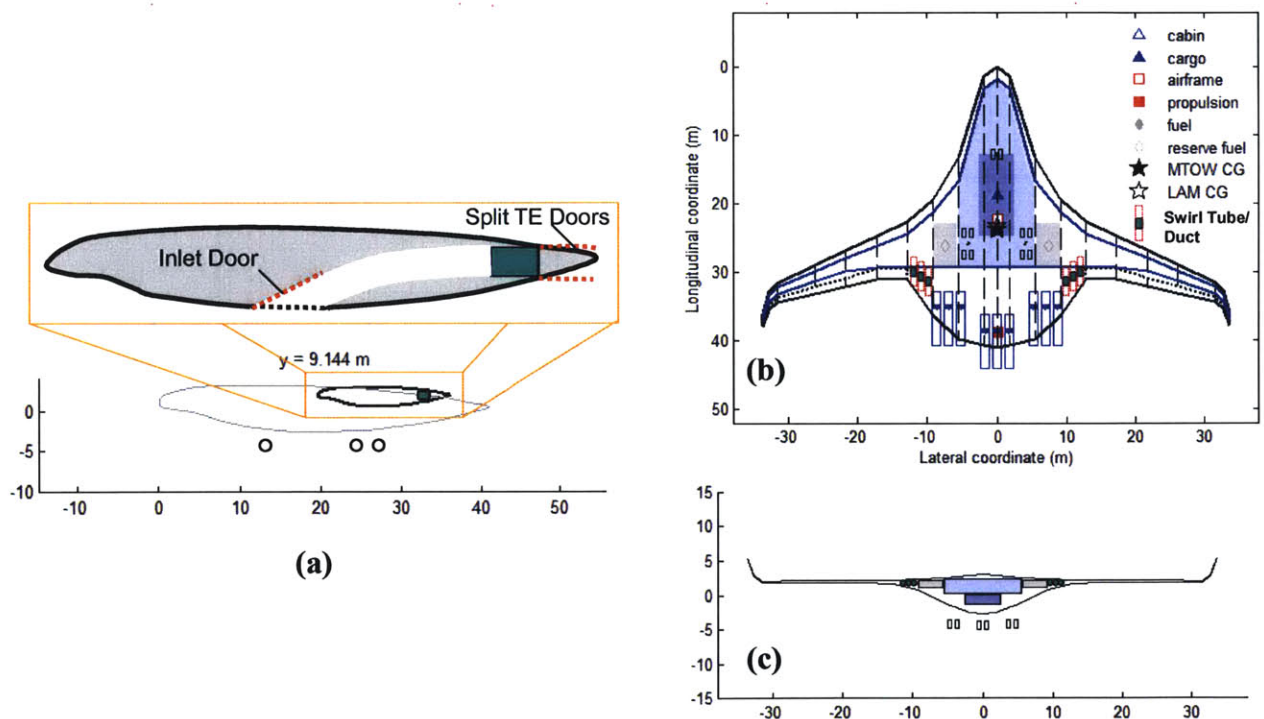 Split TE Doors
Inlet Door
y = 9.144 m
0
-5
-10
-10 0 10 20 30 40 50
(a)
cabin
cargo
airframe
propulsion
fuel
reserve fuel
MTOW CG
LAM CG
Swirl Tube/
Duct
Longitudinal coordinate (m)
0
10
20
30
40
50
-30 -20 -10 0 10 20 30
Lateral coordinate (m)
(b)
15
10
5
0
-5
-10
-15
-30 -20 -10 0 10 20 30
(c)